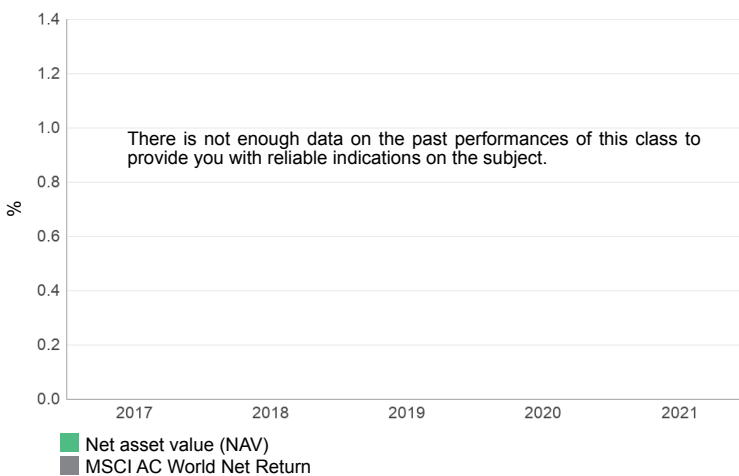 1.4
1.2
1.0
There is not enough data on the past performances of this class to
provide you with reliable indications on the subject.
0.8
%
0.6
0.4
0.2
0.0
2017 2018 2019 2020 2021
Net asset value (NAV)
MSCI AC World Net Return